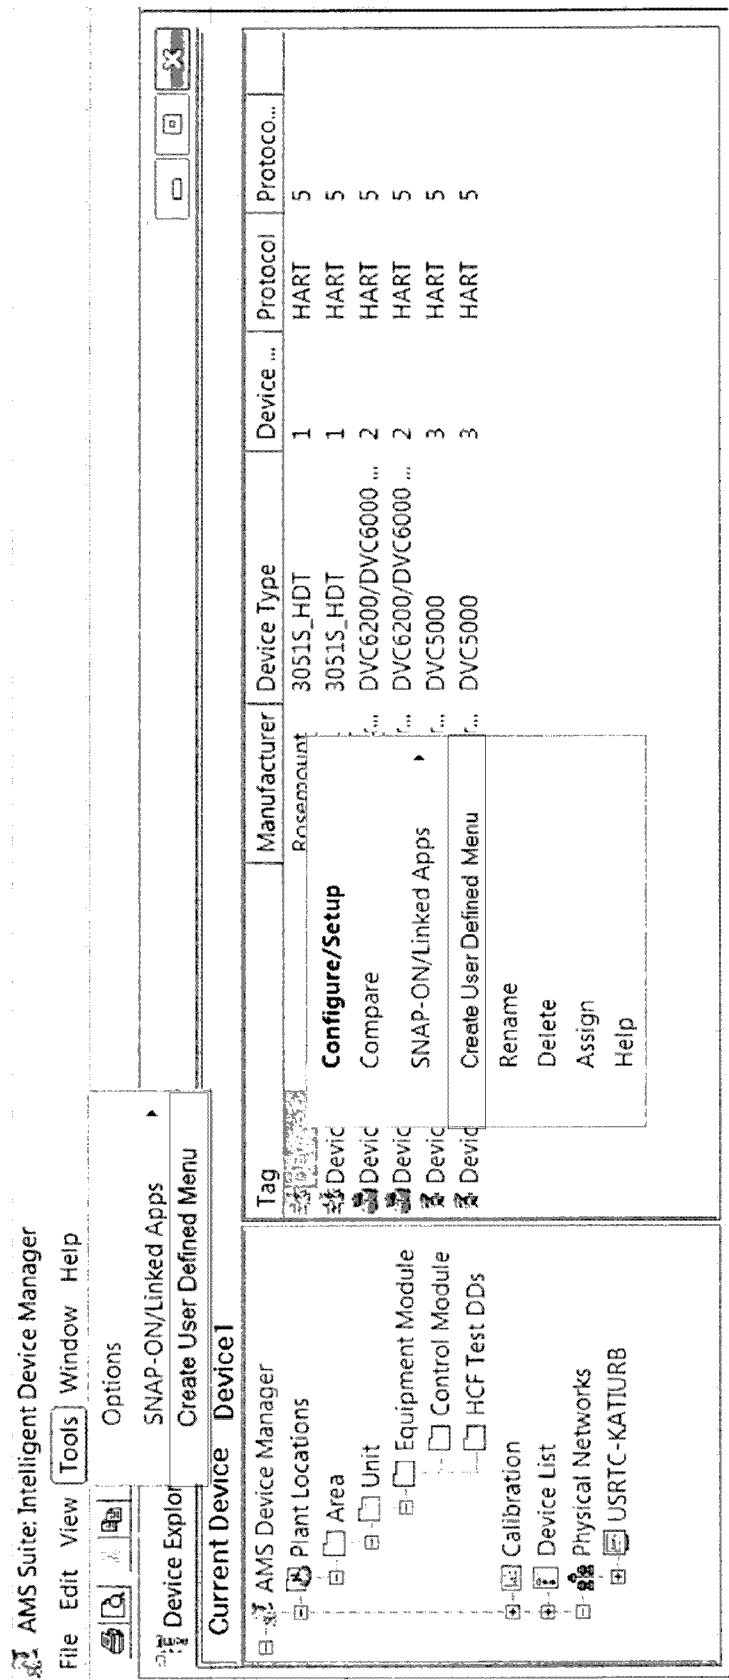 AMS Suite: Intelligent Device Manager
File Edit View Tools Window Help
Options
SNAP-ON/Linked Apps
Create User Defined Menu
Device Explor
Current Device Device1
AMS Device Manager
Plant Locations
Area
Unit
Equipment Module
Control Module
HCF Test DDs
Calibration
Device List
Physical Networks
USRTC-KATIURB
Tag Manufacturer Device Type Device ... Protocol Protoco...
Rosemount 3051S_HDT 1 HART 5
Devic 3051S_HDT 1 HART 5
Devic r... DVC6200/DVC6000 ... 2 HART 5
Devic r... DVC6200/DVC6000 ... 2 HART 5
Devic r... DVC5000 3 HART 5
Devic r... DVC5000 3 HART 5
Configure/Setup
Compare
SNAP-ON/Linked Apps
Create User Defined Menu
Rename
Delete
Assign
Help